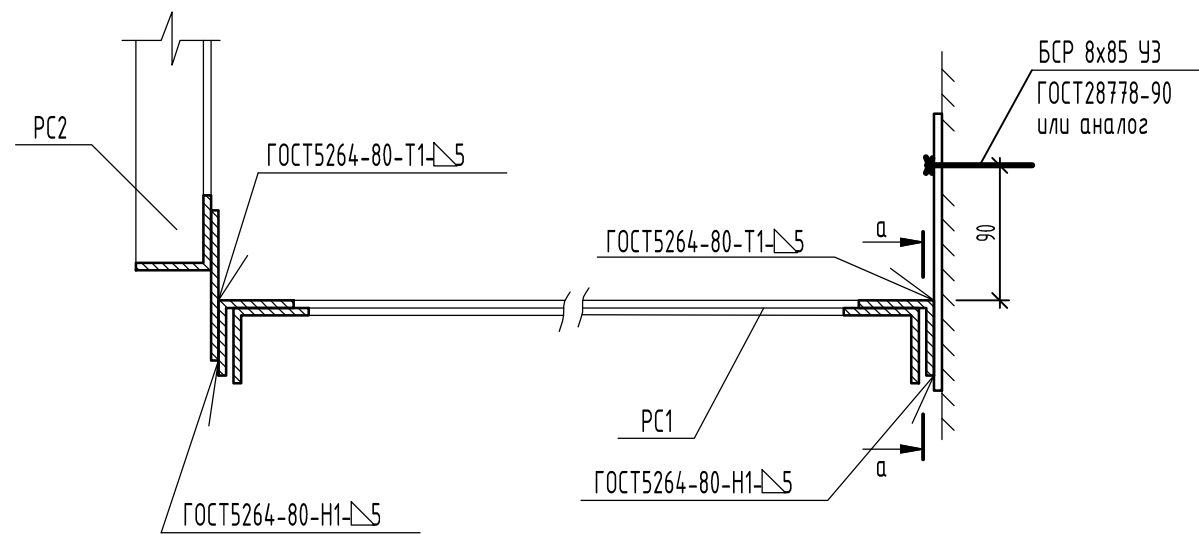 БСР 8х85 УЗ
ГОСТ28778-90
или аналог
РС2
ГОСТ5264-80-Т1-◺5
ГОСТ5264-80-Т1-◺5
а
90
РС1
а
ГОСТ5264-80-Н1-◺5
ГОСТ5264-80-Н1-◺5